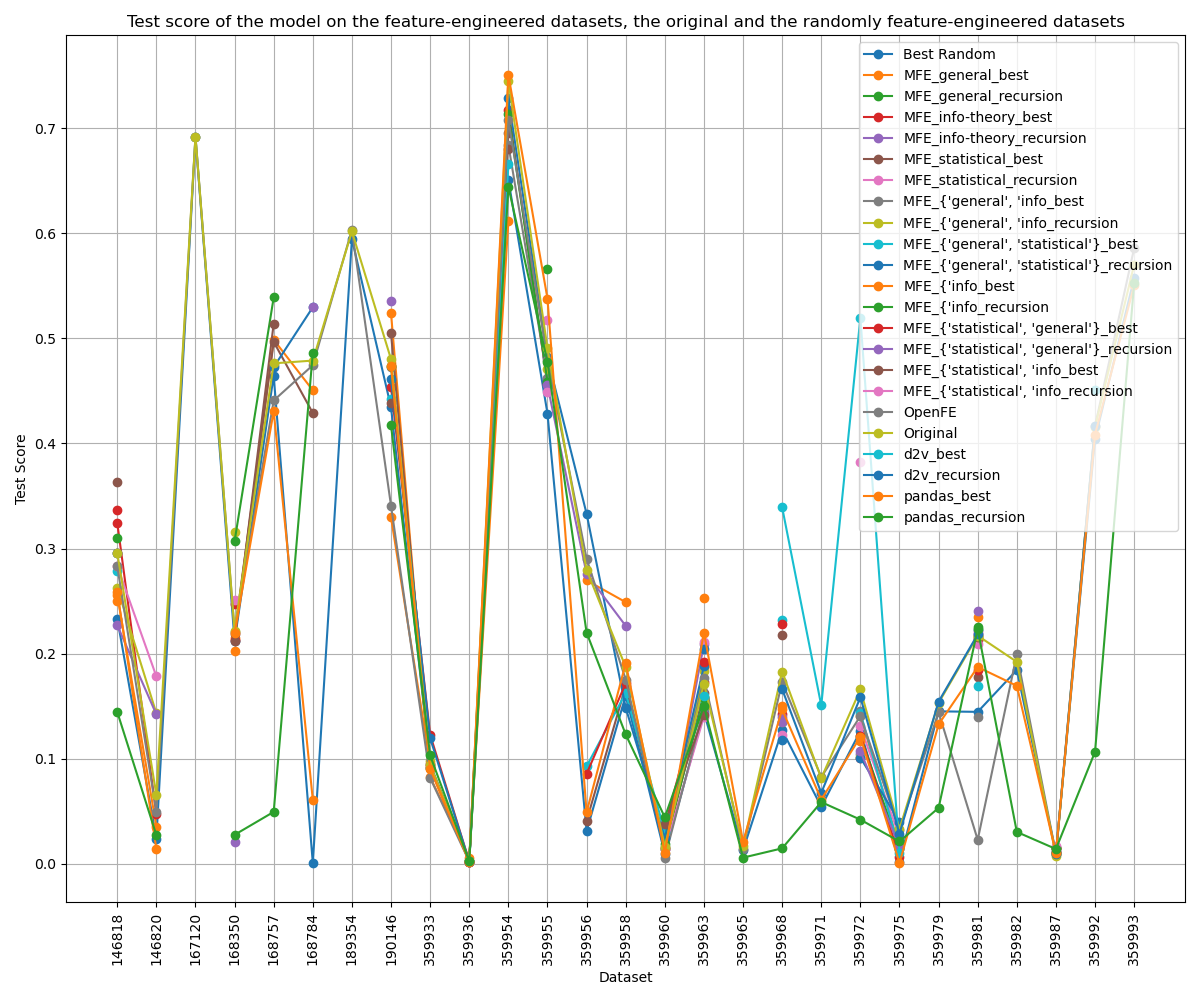 Test score of the model on the feature-engineered datasets, the original and the randomly feature-engineered datasets
Test Score
0.7
0.6
0.5
0.4
0.3
0.2
0.1
0.0
Best Random
MFE_general_best
MFE_general_recursion
MFE_info-theory_best
MFE_info-theory_recursion
MFE_statistical_best
MFE_statistical_recursion
MFE_{'general', 'info_best
MFE_{'general', 'info_recursion
MFE_{'general', 'statistical'}_best
MFE_{'general', 'statistical'}_recursion
MFE_{'info_best
MFE_{'info_recursion
MFE_{'statistical', 'general'}_best
MFE_{'statistical', 'general'}_recursion
MFE_{'statistical', 'info_best
MFE_{'statistical', 'info_recursion
OpenFE
Original
d2v_best
d2v_recursion
pandas_best
pandas_recursion
146818
146820
167120
168350
168757
168784
189354
190146
359933
359936
359954
359955
359956
359958
359960
359963
359965
359968
359971
359972
359975
359979
359981
359982
359987
359992
359993
Dataset